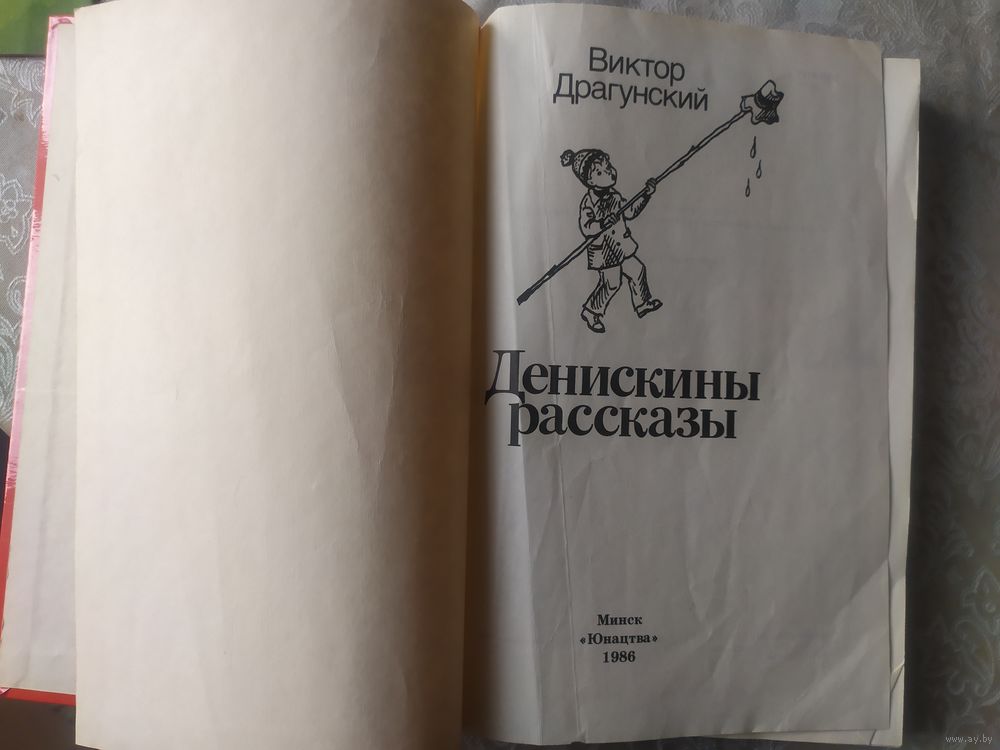 Виктор
Драгунский
Денискины
рассказы
Минск
«Юнацтва»
1986
www.ay.by